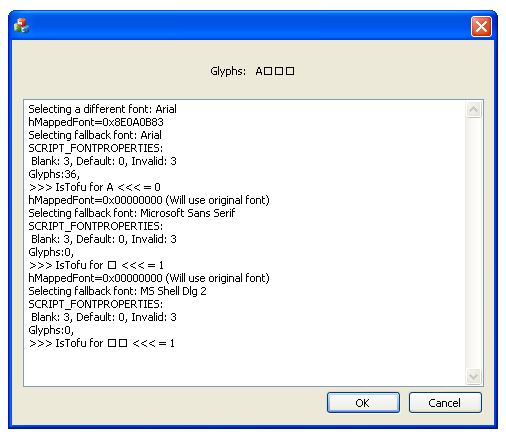 Glyphs: A□□□
Selecting a different font: Arial
hMappedFont=0x8E0A0B83
Selecting fallback font: Arial
SCRIPT_FONTPROPERTIES:
Blank: 3, Default: 0, Invalid: 3
Glyphs:36,
>>> IsTofu for A <<< = 0
hMappedFont=0x00000000 (Will use original font)
Selecting fallback font: Microsoft Sans Serif
SCRIPT_FONTPROPERTIES:
Blank: 3, Default: 0, Invalid: 3
Glyphs:0,
>>> IsTofu for □ <<< = 1
hMappedFont=0x00000000 (Will use original font)
Selecting fallback font: MS Shell Dlg 2
SCRIPT_FONTPROPERTIES:
Blank: 3, Default: 0, Invalid: 3
Glyphs:0,
>>> IsTofu for □□ <<< = 1
OK Cancel